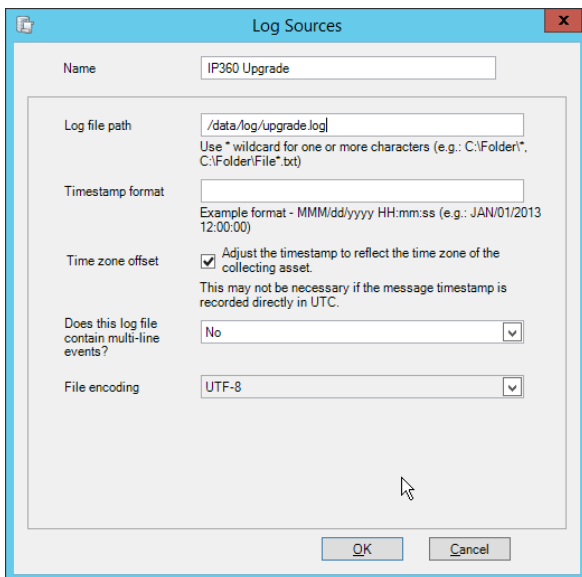 Log Sources
x
Name
IP360 Upgrade
Log file path
/data/log/upgrade.log
Use * wildcard for one or more characters (e.g.: C:\Folder\*,
C:\Folder\File*.txt)
Timestamp format
Example format - MMM/dd/yyyy HH:mm:ss (e.g.: JAN/01/2013
12:00:00)
Time zone offset
Adjust the timestamp to reflect the time zone of the
collecting asset.
This may not be necessary if the message timestamp is
recorded directly in UTC.
Does this log file
contain multi-line
events?
No
File encoding
UTF-8
OK
Cancel